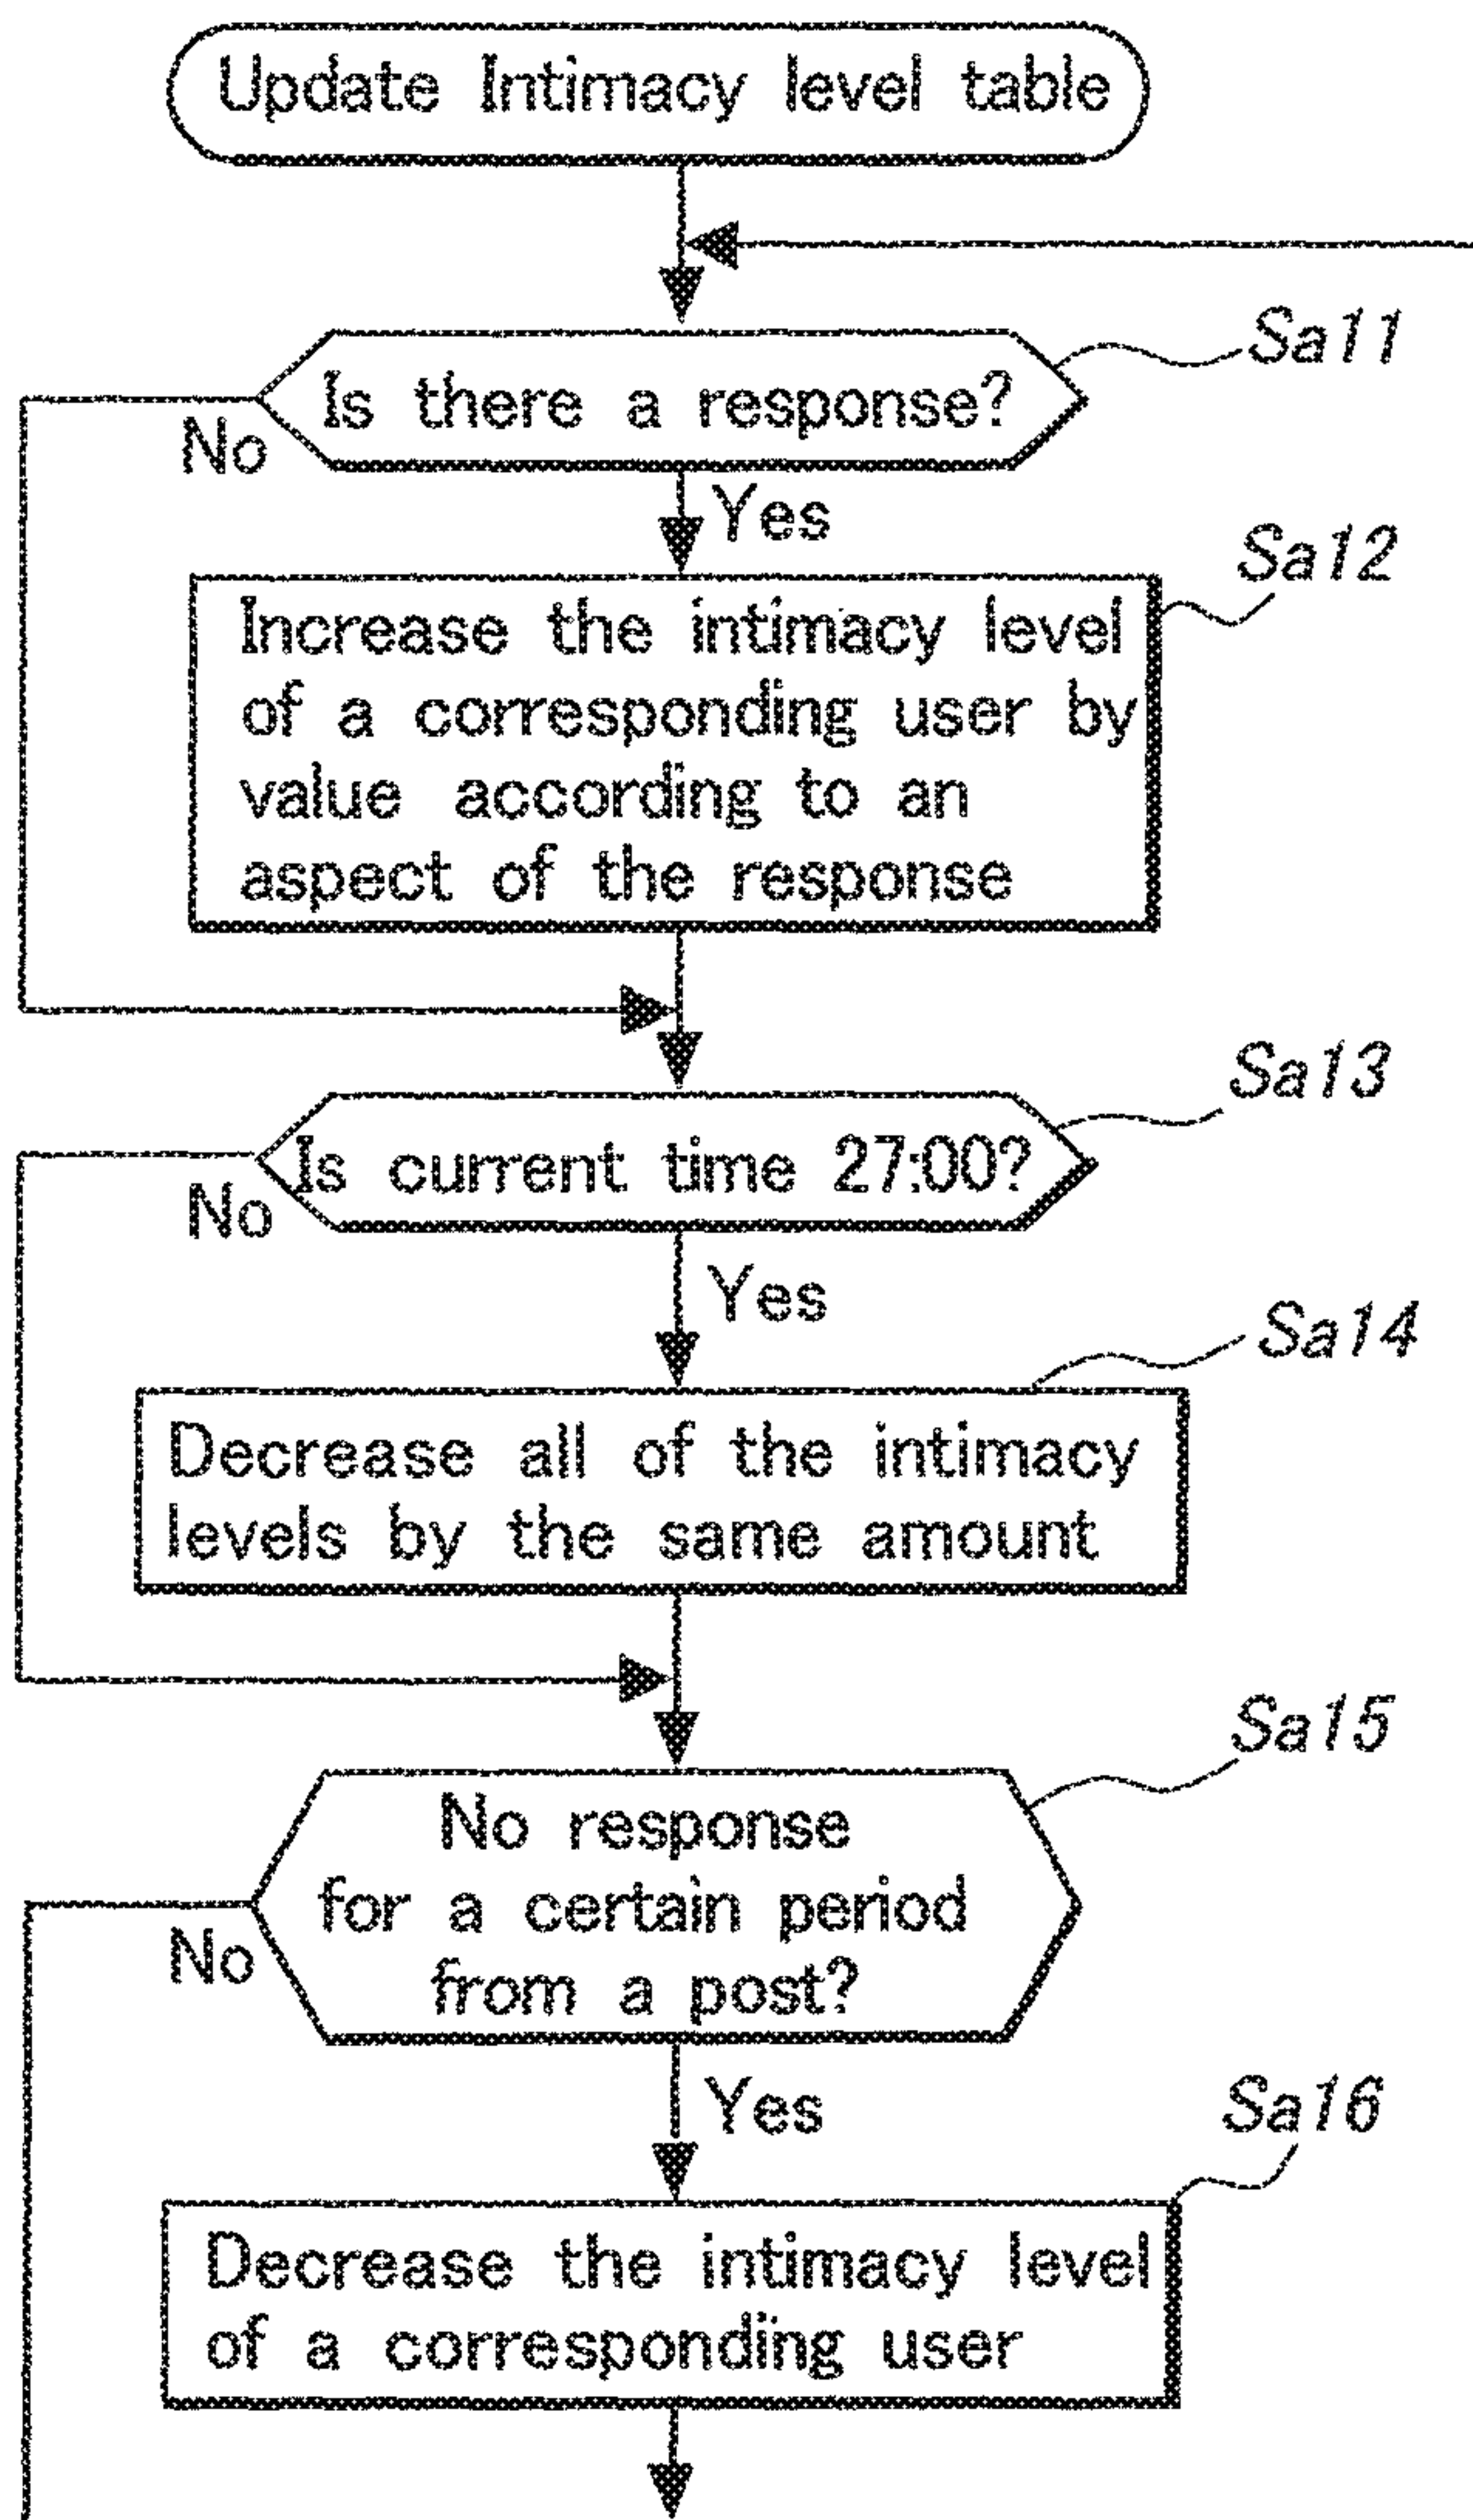 Update Intimacy level table
Sa11
Is there a response?
No
Yes
Sa12
Increase the intimacy level
of a corresponding user by
value according to an
aspect of the response
Sa13
Is current time 27:00?
No
Yes
Sa14
Decrease all of the intimacy
levels by the same amount
Sa15
No response
for a certain period
from a post?
No
Yes
Sa16
Decrease the intimacy level
of a corresponding user